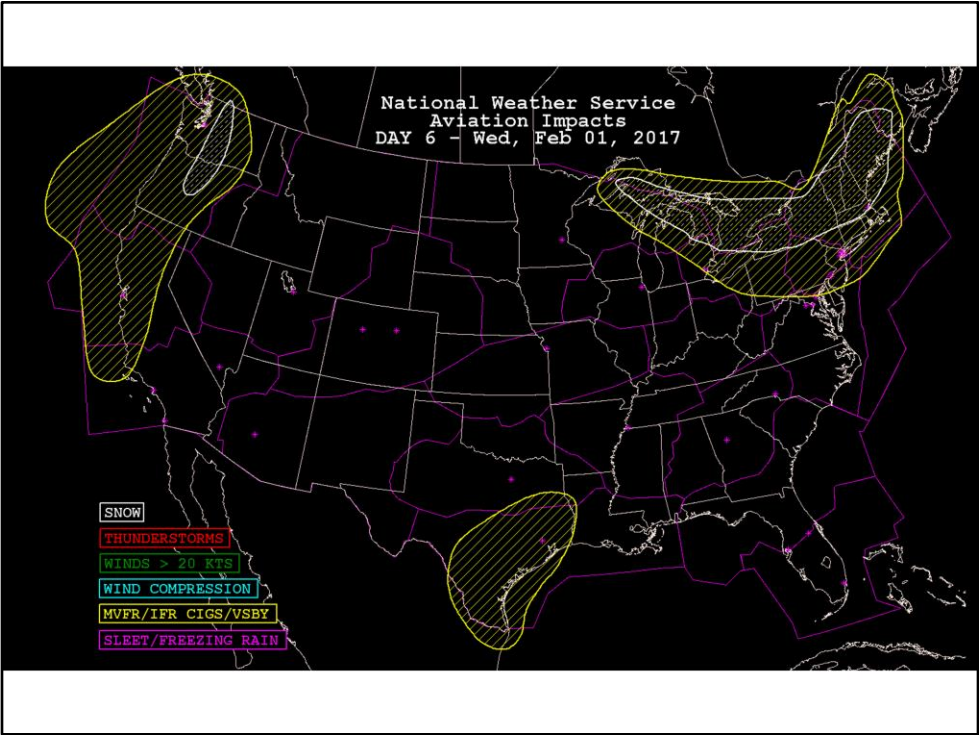 National Weather Service
Aviation Impacts
DAY 6 - Wed, Feb 01, 2017
SNOW
THUNDERSTORMS
WINDS > 20 KTS
WIND COMPRESSION
MVFR/IFR CIGS/VSBY
SLEET/FREEZING RAIN